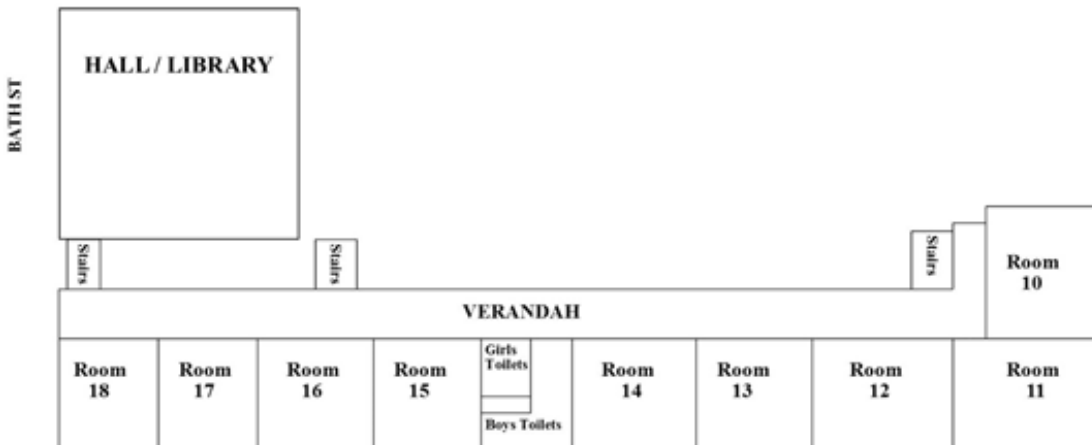 HALL / LIBRARY
BATH ST
Stairs
Stairs
Stairs
Room
10
VERANDAH
Room
18
Room
17
Room
16
Room
15
Girls
Toilets
Boys Toilets
Room
14
Room
13
Room
12
Room
11